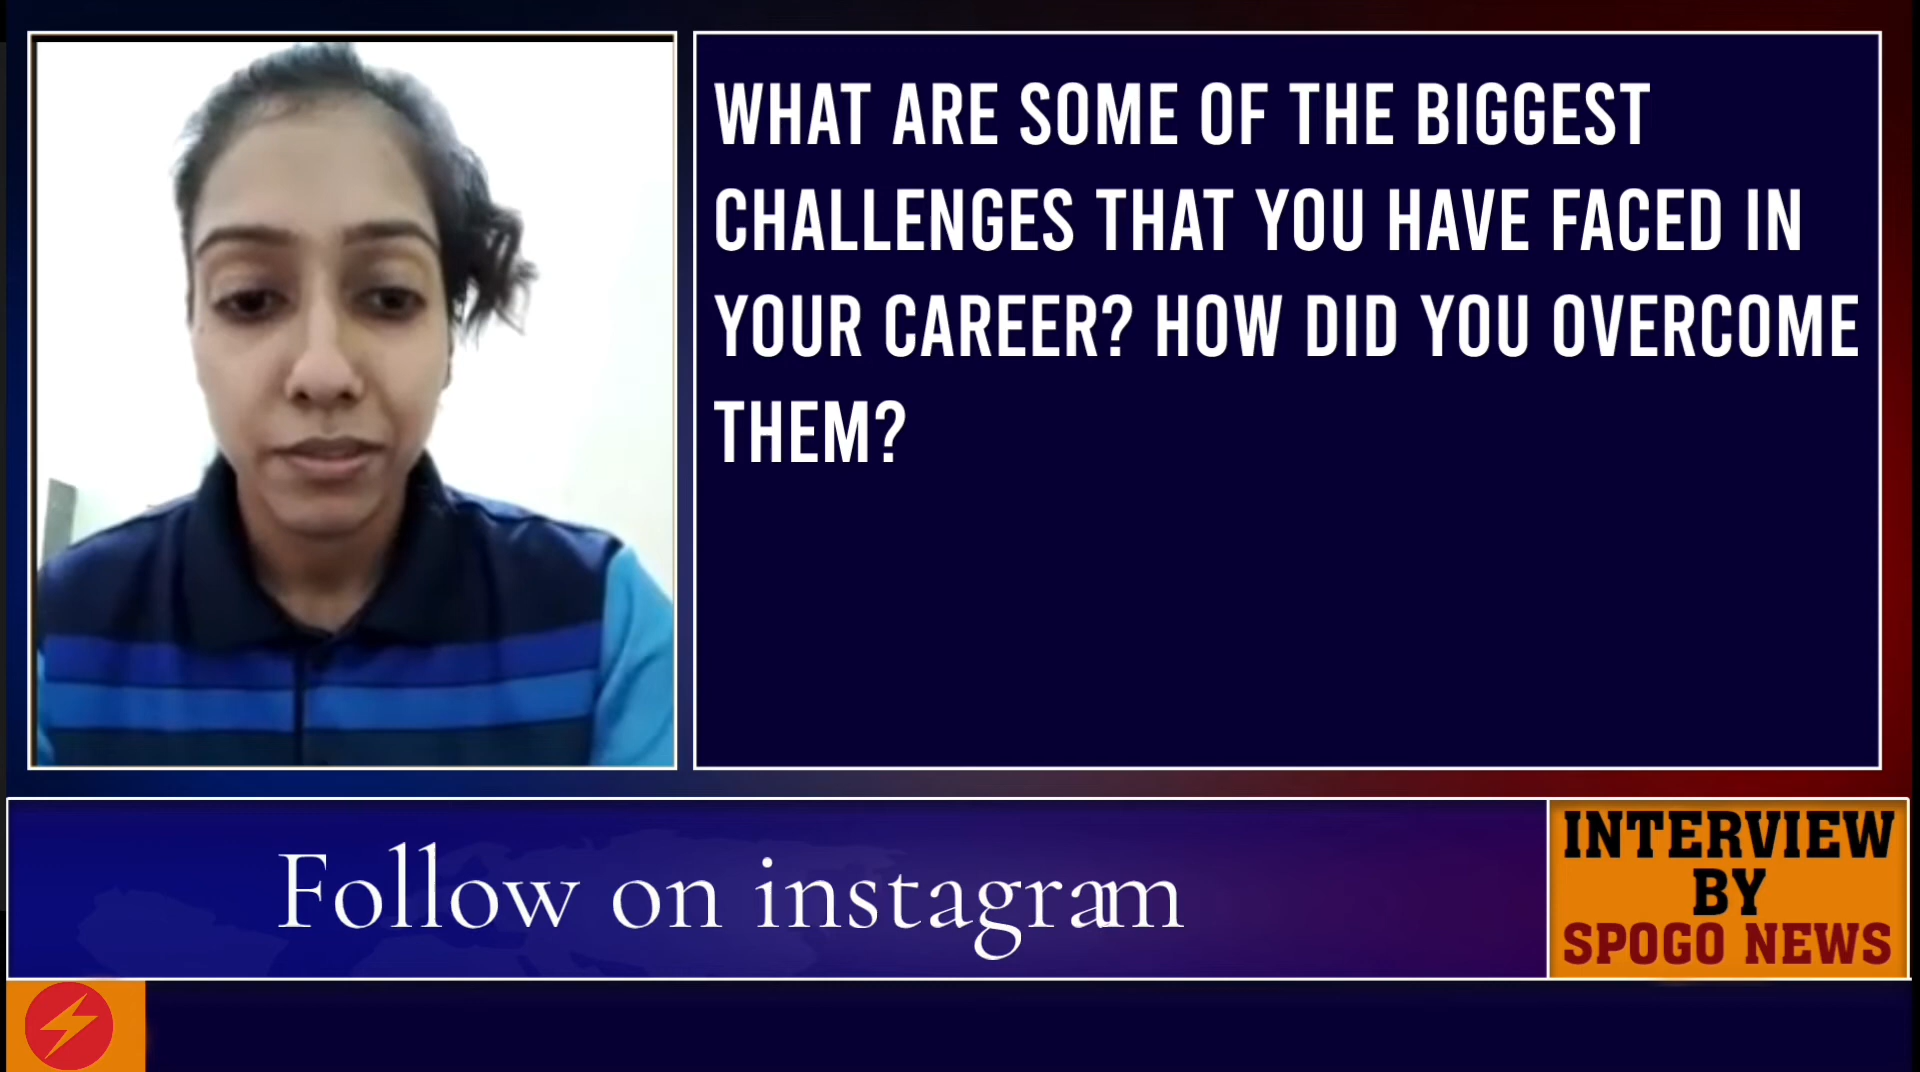 WHAT ARE SOME OF THE BIGGEST
CHALLENGES THAT YOU HAVE FACED IN
YOUR CAREER? HOW DID YOU OVERCOME
THEM?
Follow on instagram
INTERVIEW
BY
SPOGO NEWS